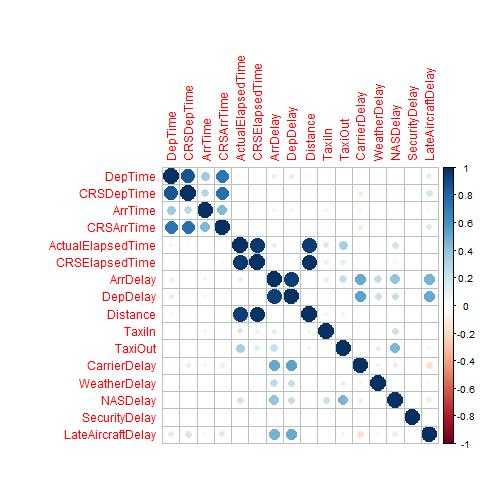 DepTime
CRSDepTime
ArrTime
CRSArrTime
ActualElapsedTime
CRSElapsedTime
ArrDelay
DepDelay
Distance
TaxiIn
TaxiOut
CarrierDelay
WeatherDelay
NASDelay
SecurityDelay
LateAircraftDelay
DepTime
CRSDepTime
ArrTime
CRSArrTime
ActualElapsedTime
CRSElapsedTime
ArrDelay
DepDelay
Distance
TaxiIn
TaxiOut
CarrierDelay
WeatherDelay
NASDelay
SecurityDelay
LateAircraftDelay
1
0.8
0.6
0.4
0.2
0
-0.2
-0.4
-0.6
-0.8
-1